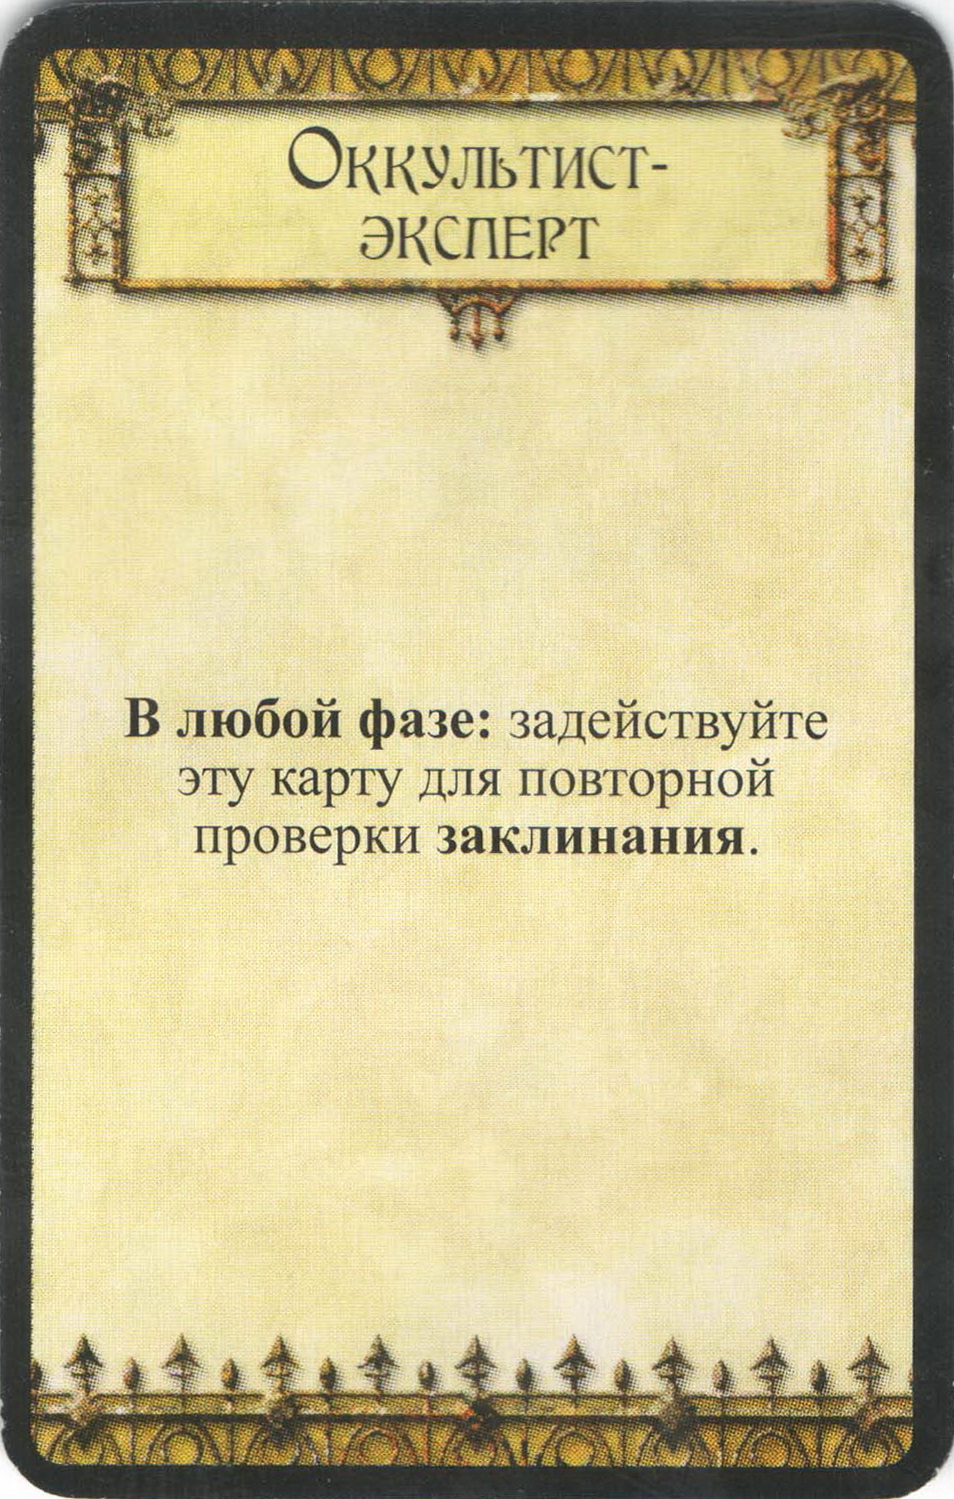 Оккультист-
эксперт
В любой фазе: задействуйте
эту карту для повторной
проверки заклинания.